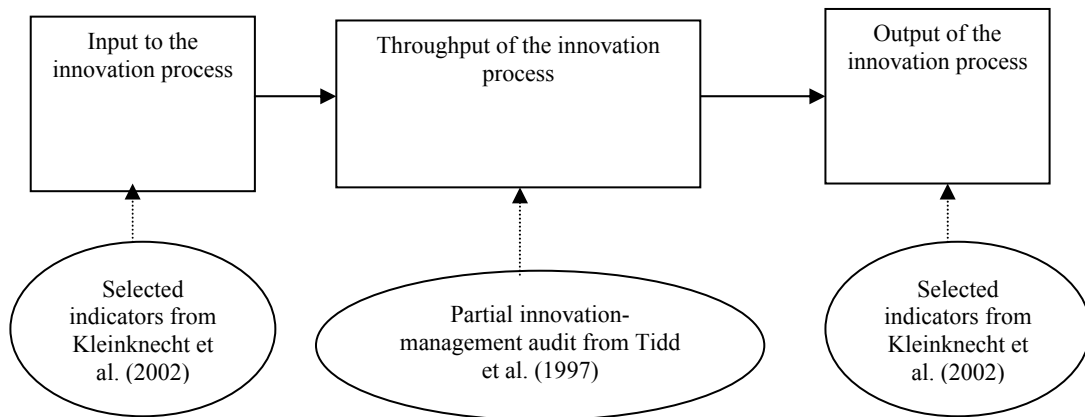 Input to the
innovation process
Throughput of the innovation
process
Output of the
innovation process
Selected
indicators from
Kleinknecht et
al. (2002)
Partial innovation-
management audit from Tidd
et al. (1997)
Selected
indicators from
Kleinknecht et
al. (2002)